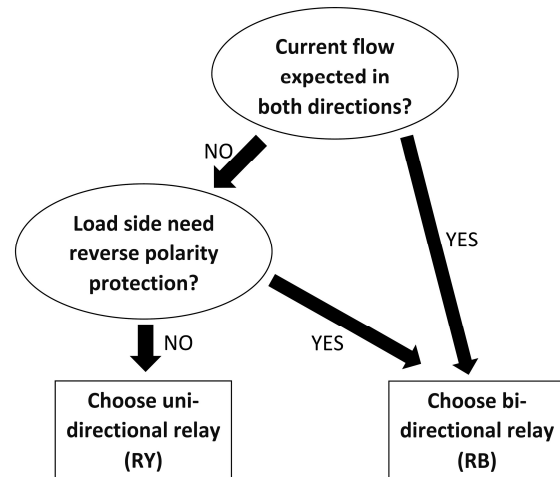 Current flow
expected in
both directions?
NO
YES
Load side need
reverse polarity
protection?
NO
YES
Choose uni-
directional relay
(RY)
Choose bi-
directional relay
(RB)